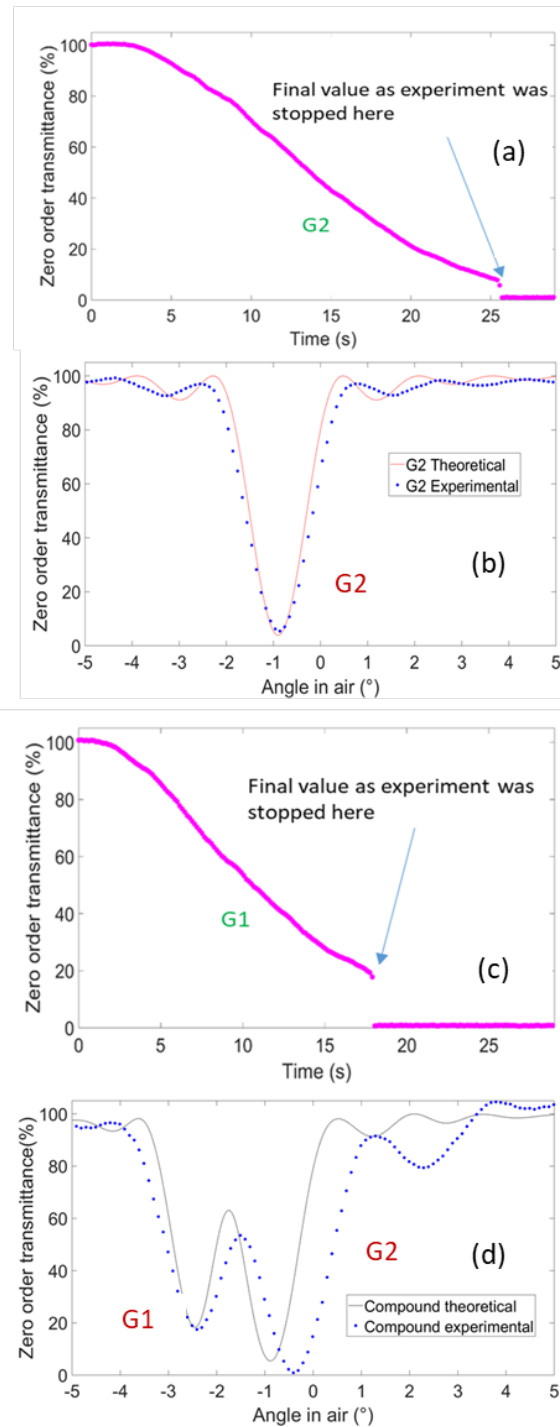 Zero order transmittance (%)
100
80
60
40
20
0
Final value as experiment was
stopped here
(a)
G2
0 5 10 15 20 25
Time (s)
Zero order transmittance (%)
100
80
60
40
20
0
G2 Theoretical
G2 Experimental
G2
(b)
-5 -4 -3 -2 -1 0 1 2 3 4 5
Angle in air (°)
Zero order transmittance (%)
100
80
60
40
20
0
Final value as experiment was
stopped here
G1
(c)
0 5 10 15 20 25
Time (s)
Zero order transmittance(%)
100
80
60
40
20
0
G2
(d)
G1
Compound theoretical
Compound experimental
-5 -4 -3 -2 -1 0 1 2 3 4 5
Angle in air (°)